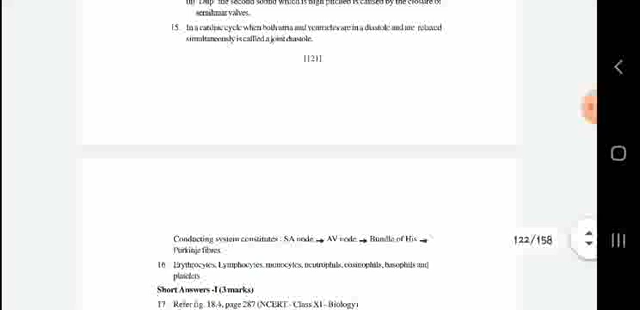 (ii) 'Dup' the second sound which is high pitched is caused by the closure of
semilunar valves.
15. In a cardiac cycle when both atria and ventricles are in a diastole and are relaxed
simultaneously is callled a joint diastole.
[121]
Conducting system constitutes : SA node → AV node → Bundle of His →
Purkinje fibres
16. Erythrocytes, Lymphocytes, monocytes, neutrophils, eosinophils, basophils and
platelets
Short Answers -I (3 marks)
17. Refer fig. 18.4, page 287 (NCERT - Class XI - Biology)
122/158